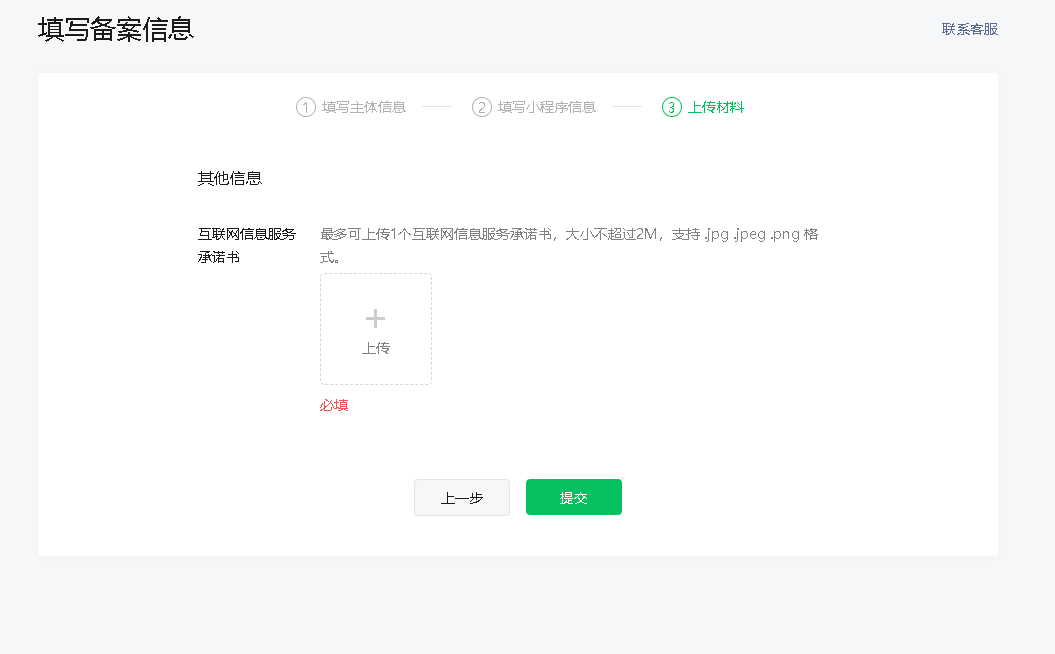 填写备案信息
联系客服
1 填写主体信息 2 填写小程序信息 3 上传材料
其他信息
互联网信息服务
承诺书
最多可上传1个互联网信息服务承诺书，大小不超过2M，支持 .jpg .jpeg .png 格
式。
上传
必填
上一步 提交